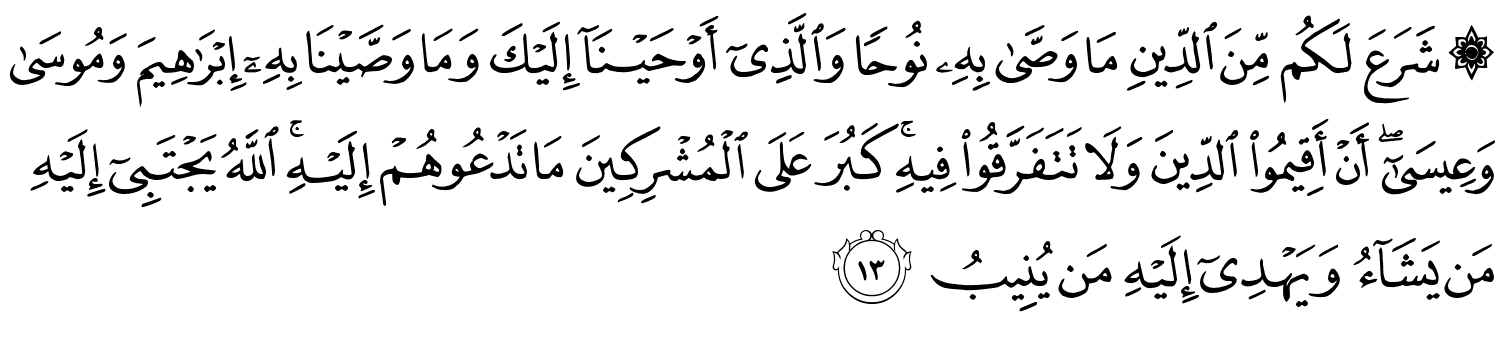 ۞ شَرَعَ لَكُم مِّنَ ٱلدِّينِ مَا وَصَّىٰ بِهِۦ نُوحًا وَٱلَّذِىٓ أَوْحَيْنَآ إِلَيْكَ وَمَا وَصَّيْنَا بِهِۦٓ إِبْرَٰهِيمَ وَمُوسَىٰ
وَعِيسَىٰٓ ۖ أَنْ أَقِيمُوا۟ ٱلدِّينَ وَلَا تَتَفَرَّقُوا۟ فِيهِ ۚ كَبُرَ عَلَى ٱلْمُشْرِكِينَ مَا تَدْعُوهُمْ إِلَيْهِ ۚ ٱللَّهُ يَجْتَبِىٓ إِلَيْهِ
مَن يَشَآءُ وَيَهْدِىٓ إِلَيْهِ مَن يُنِيبُ ١٣